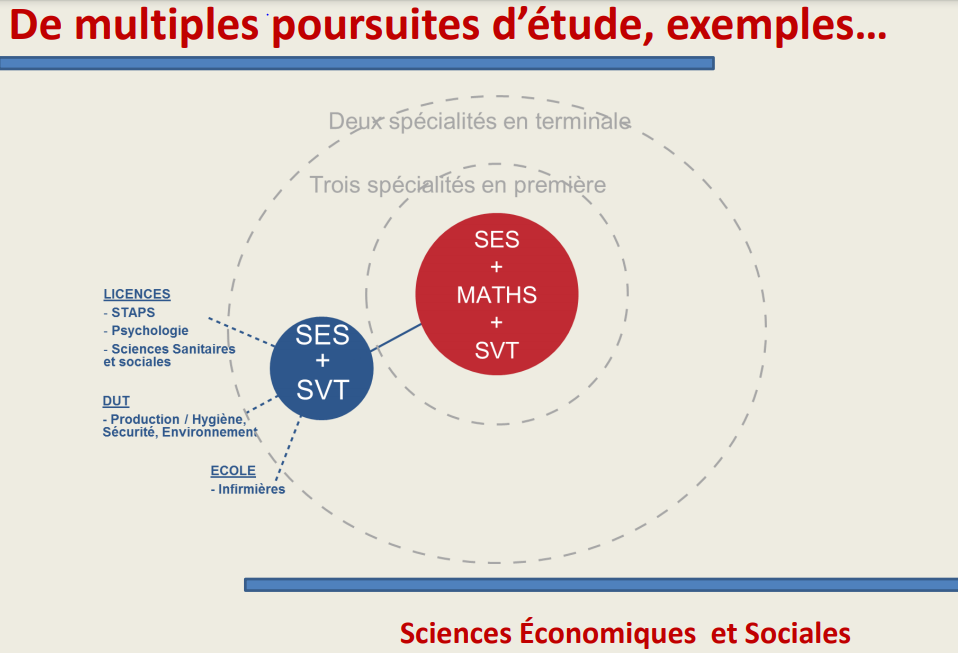 De multiples poursuites d'étude, exemples...
Deux spécialités en terminale
Trois spécialités en première
SES
+
MATHS
+
SVT
SES
+
SVT
LICENCES
- STAPS
- Psychologie
- Sciences Sanitaires
et sociales
DUT
- Production / Hygiène,
Sécurité, Environnement
ECOLE
- Infirmières
Sciences Économiques et Sociales